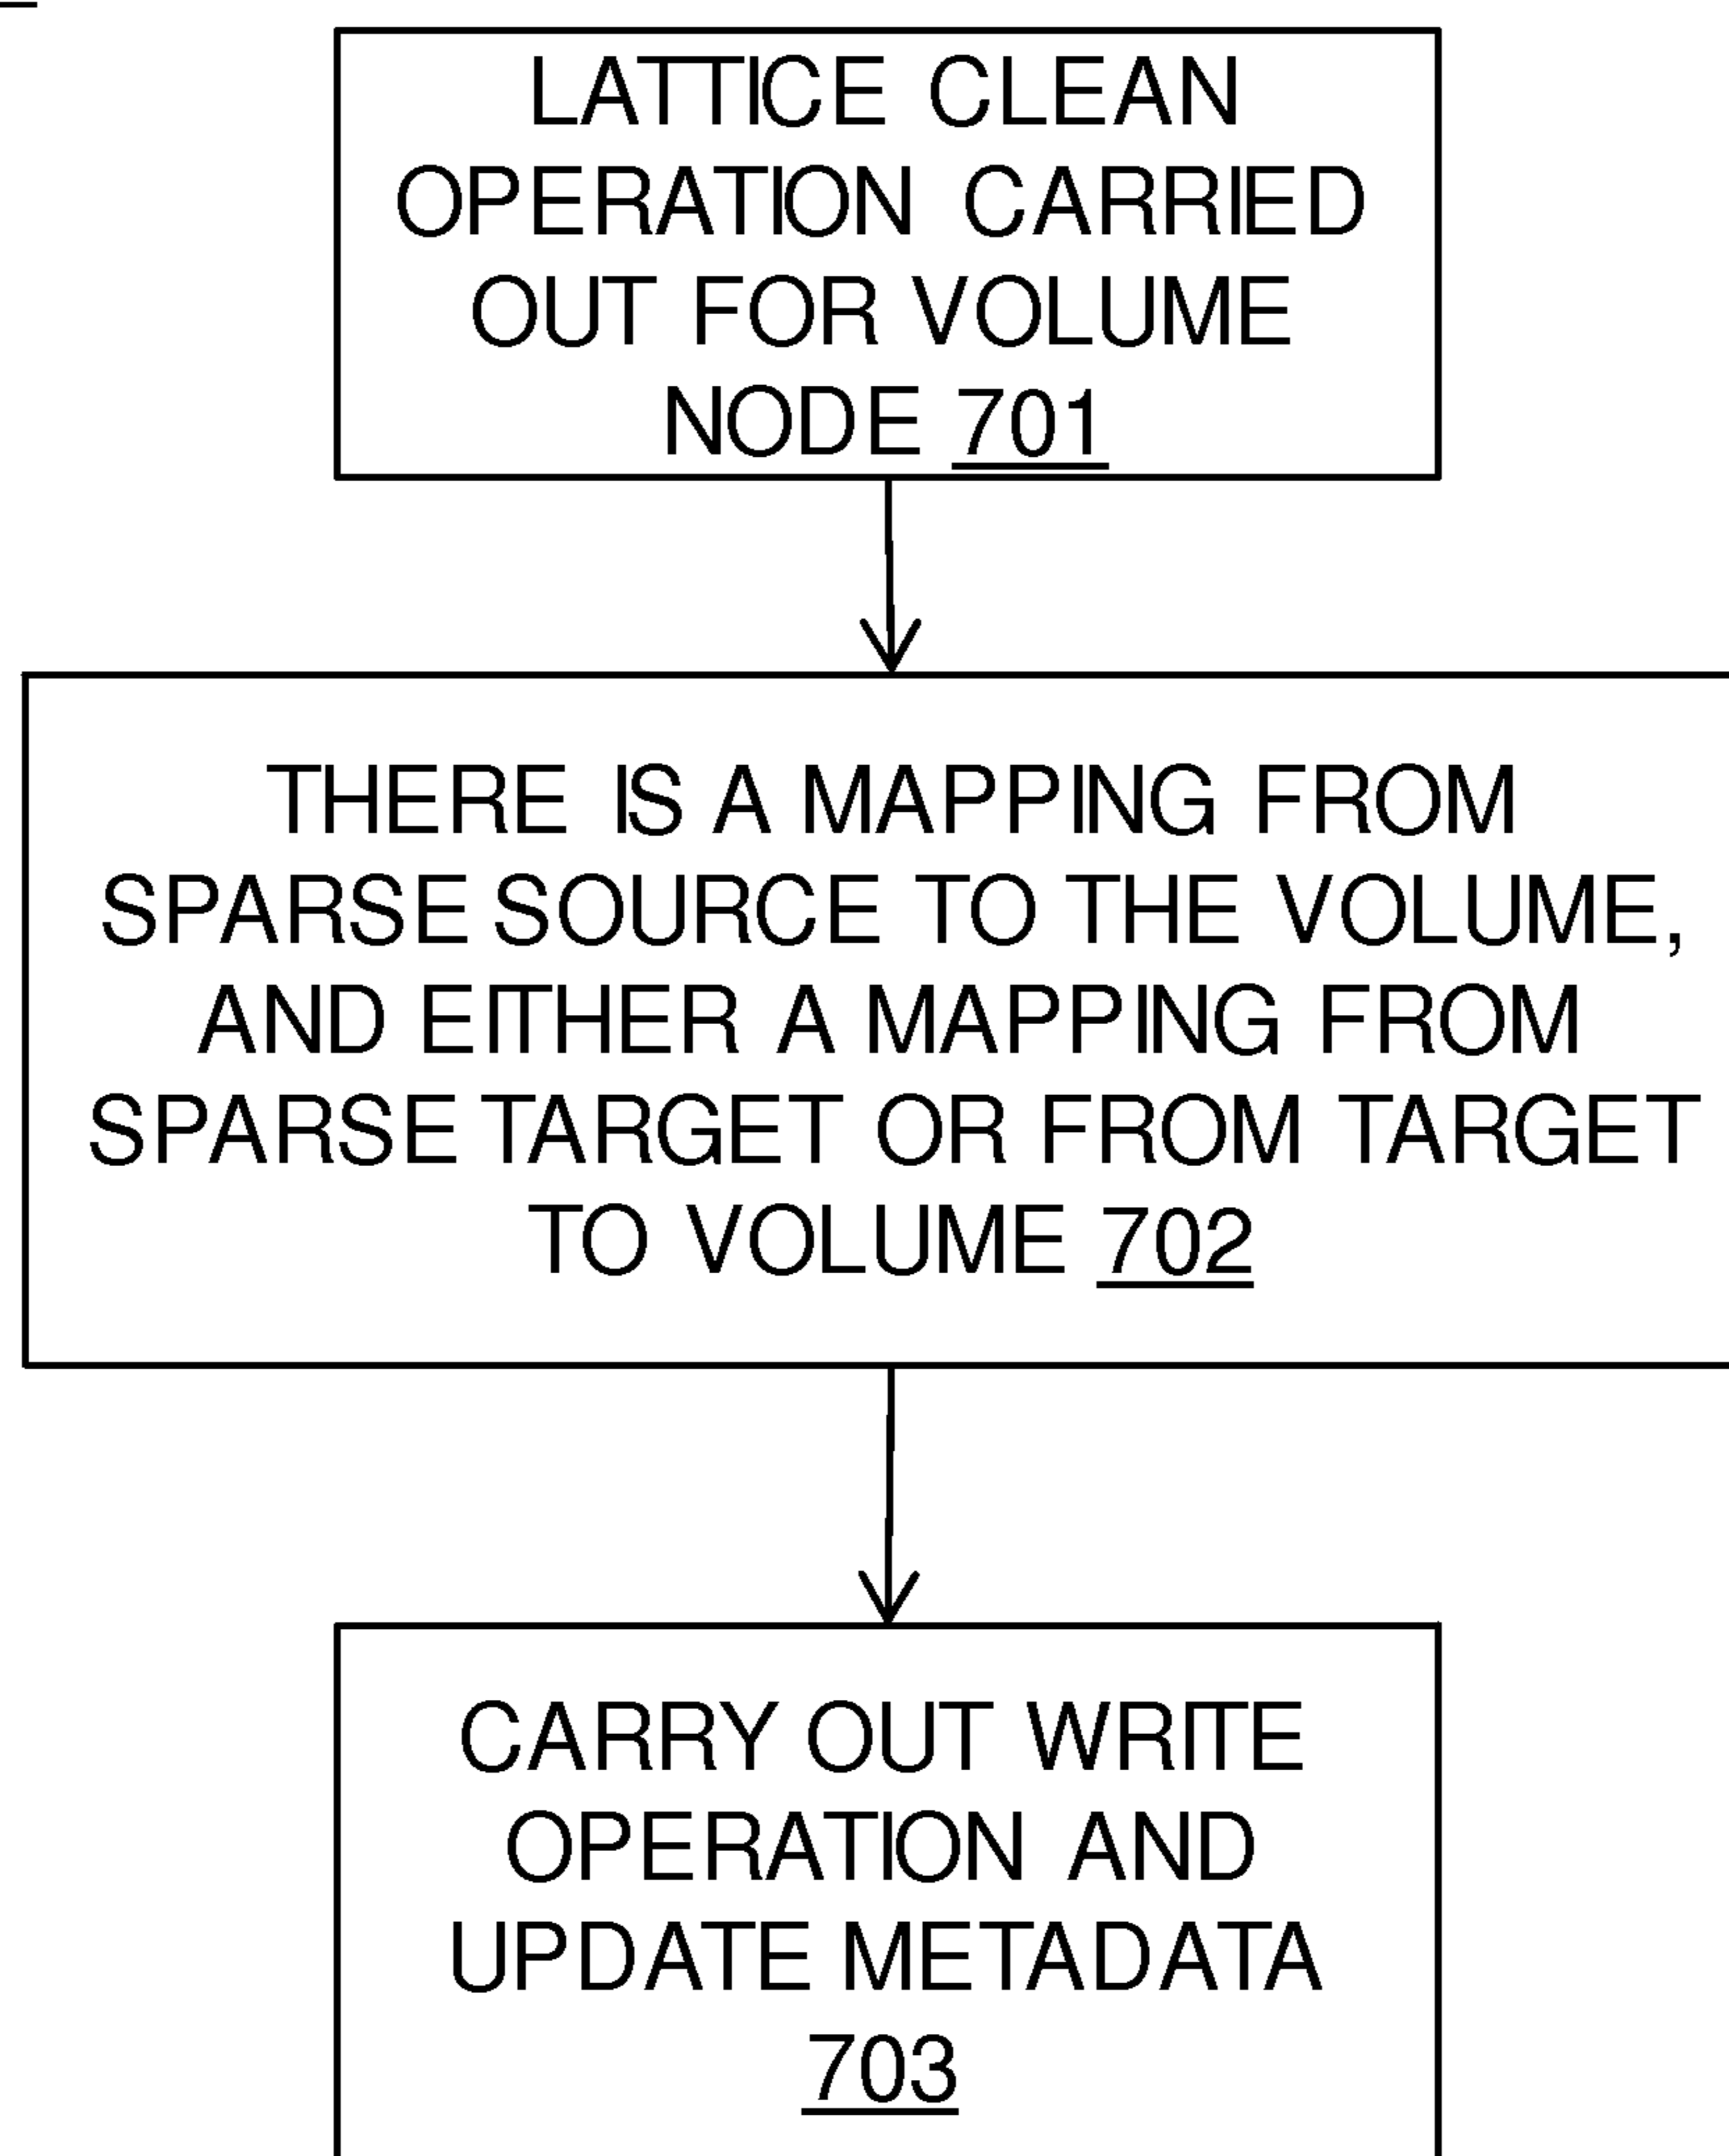 LATTICE CLEAN
OPERATION CARRIED
OUT FOR VOLUME
NODE 701
THERE IS A MAPPING FROM
SPARSE SOURCE TO THE VOLUME,
AND EITHER A MAPPING FROM
SPARSE TARGET OR FROM TARGET
TO VOLUME 702
CARRY OUT WRITE
OPERATION AND
UPDATE METADATA
703